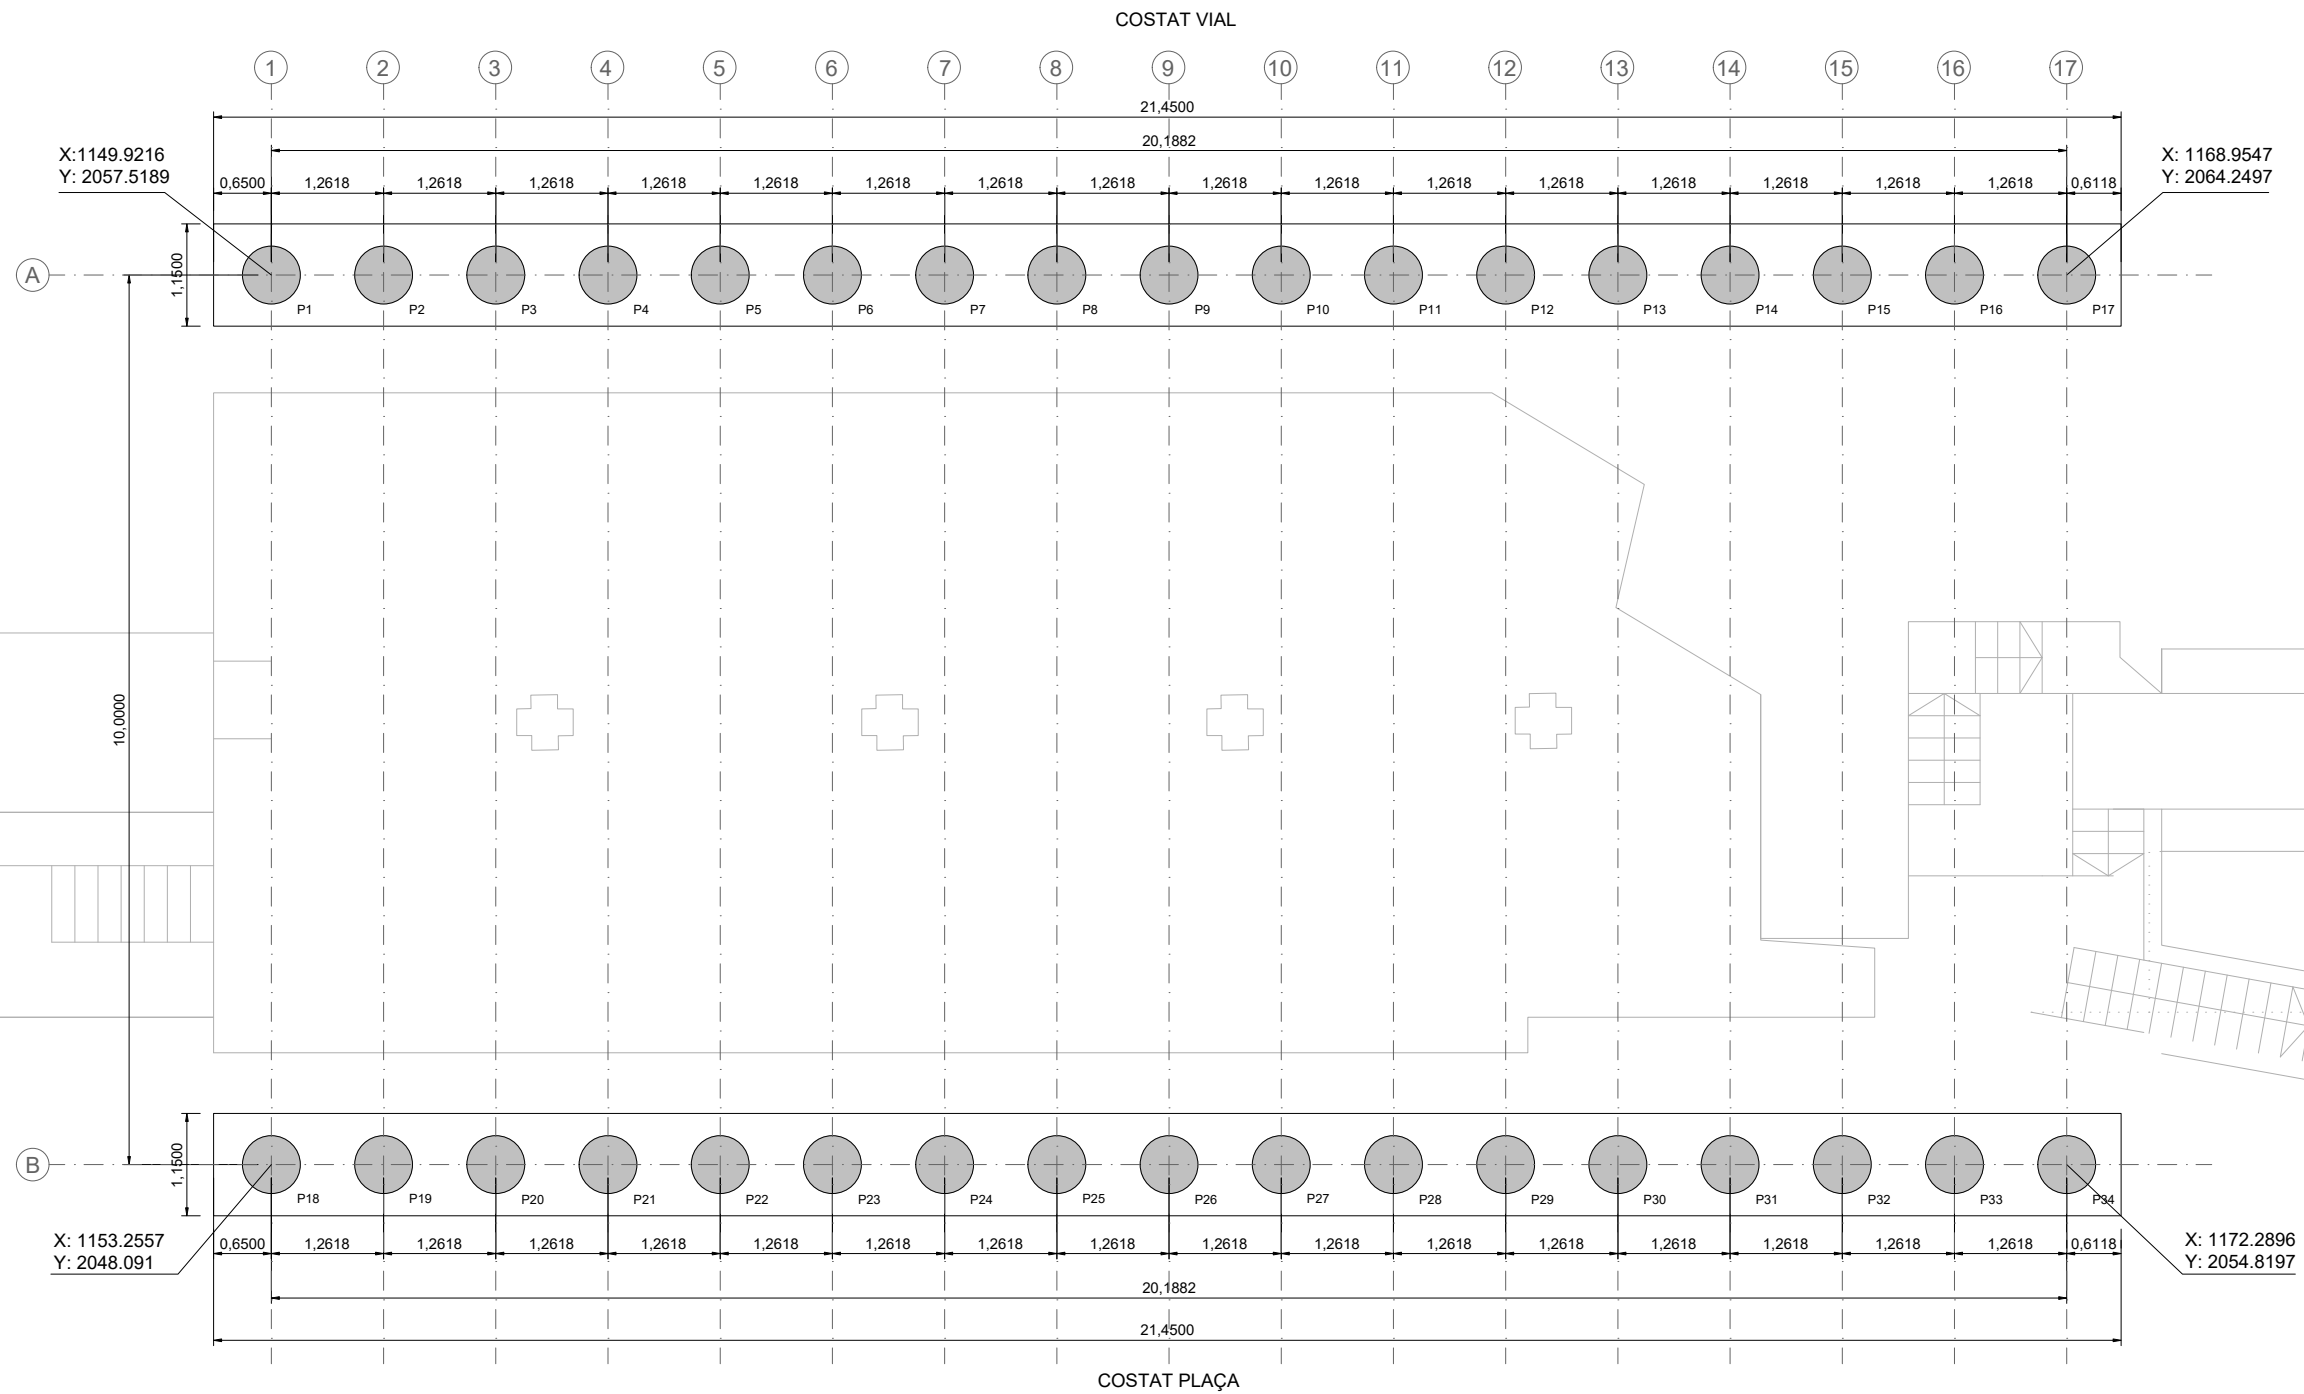 COSTAT VIAL
1 2 3 4 5 6 7 8 9 10 11 12 13 14 15 16 17
21,4500
20,1882
X:1149.9216
Y: 2057.5189
X: 1168.9547
Y: 2064.2497
0,6500 1,2618 1,2618 1,2618 1,2618 1,2618 1,2618 1,2618 1,2618 1,2618 1,2618 1,2618 1,2618 1,2618 1,2618 1,2618 1,2618 0,6118
1,1500
A
P1 P2 P3 P4 P5 P6 P7 P8 P9 P10 P11 P12 P13 P14 P15 P16 P17
10,0000
1,1500
B
P18 P19 P20 P21 P22 P23 P24 P25 P26 P27 P28 P29 P30 P31 P32 P33 P34
X: 1153.2557
Y: 2048.091
0,6500 1,2618 1,2618 1,2618 1,2618 1,2618 1,2618 1,2618 1,2618 1,2618 1,2618 1,2618 1,2618 1,2618 1,2618 1,2618 1,2618 0,6118
X: 1172.2896
Y: 2054.8197
20,1882
21,4500
COSTAT PLAÇA